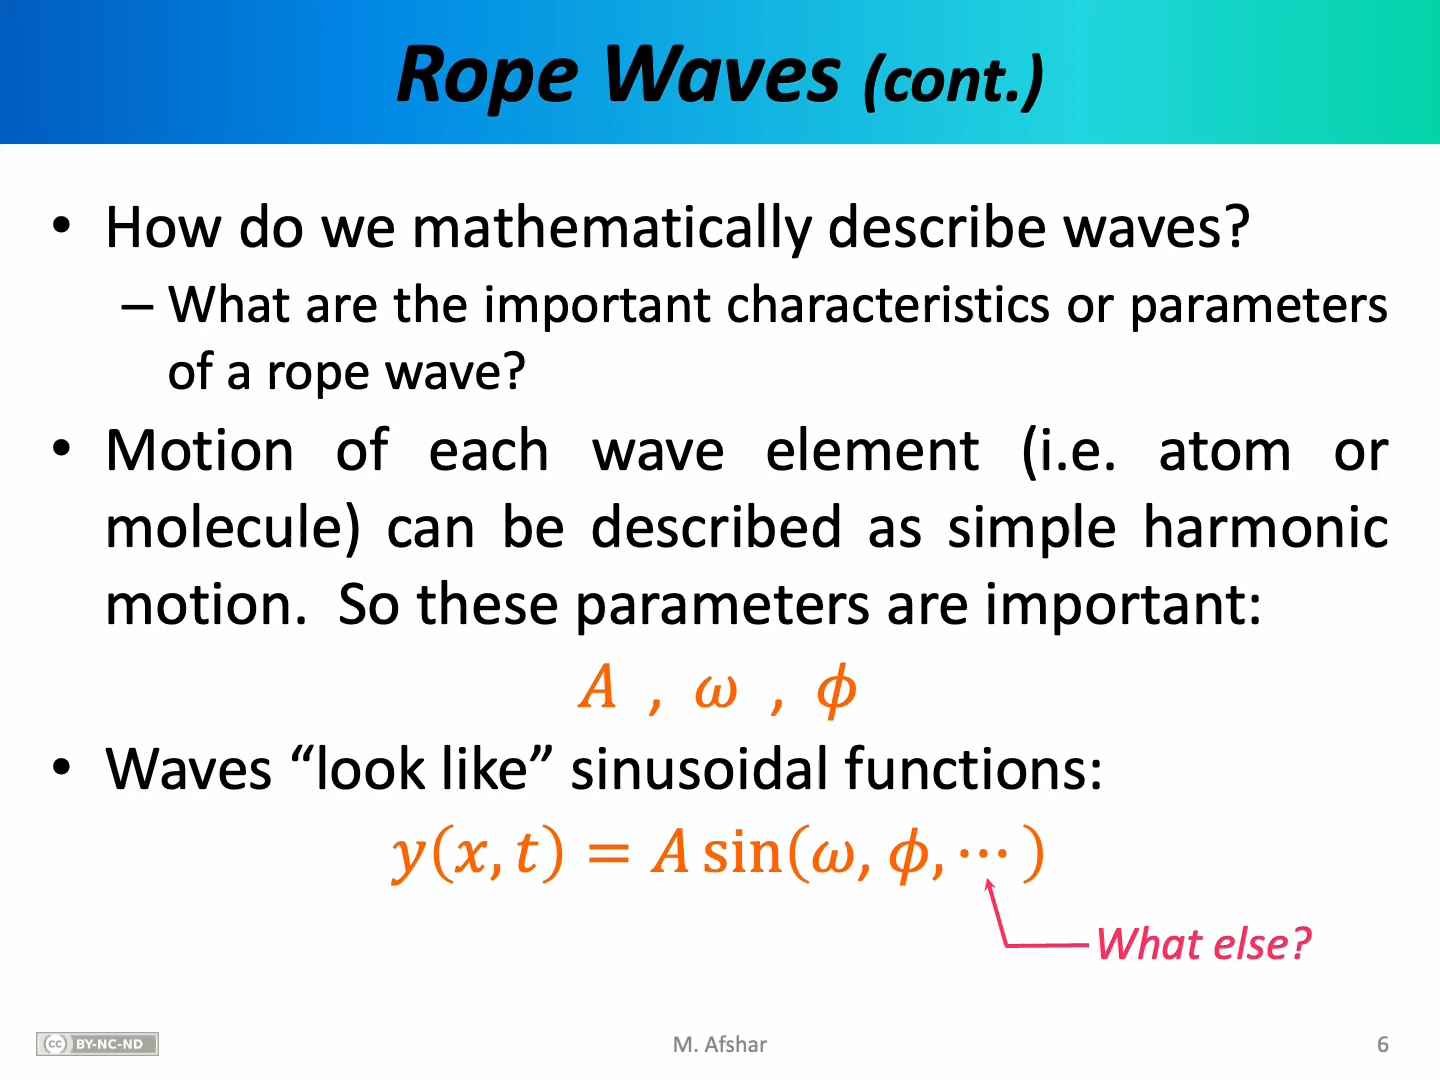 Rope Waves (cont.)
• How do we mathematically describe waves?
– What are the important characteristics or parameters
of a rope wave?
• Motion of each wave element (i.e. atom or
molecule) can be described as simple harmonic
motion. So these parameters are important:
A , ω , ϕ
• Waves “look like” sinusoidal functions:
y(x, t) = A sin(ω, ϕ, ⋯ )
What else?
cc BY-NC-ND
M. Afshar
6